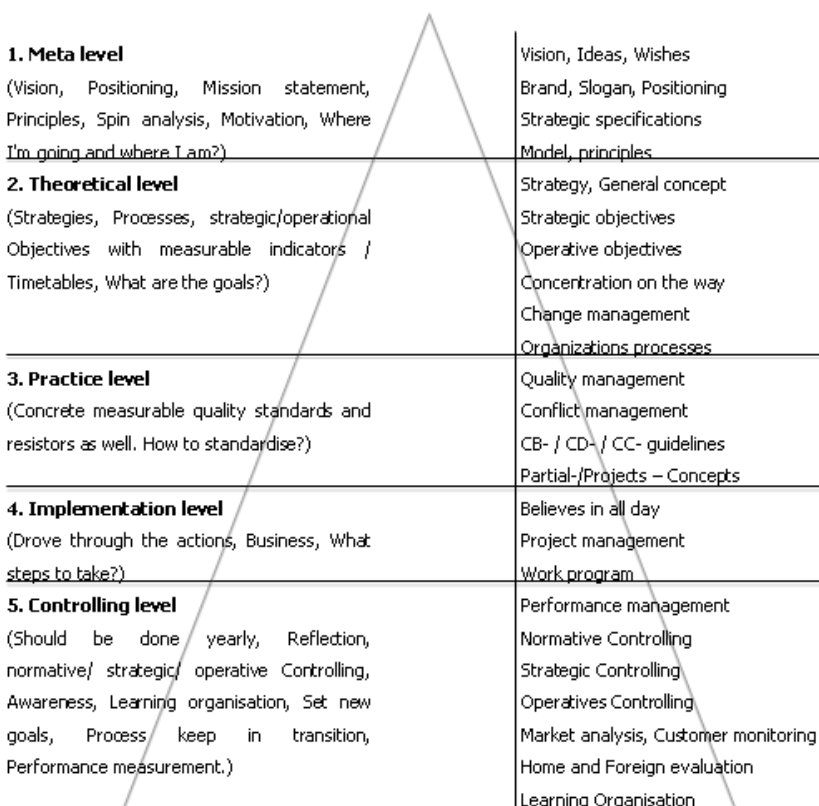 1. Meta level
(Vision, Positioning, Mission statement,
Principles, Spin analysis, Motivation, Where
I'm going and where I am?)
Vision, Ideas, Wishes
Brand, Slogan, Positioning
Strategic specifications
Model, principles
2. Theoretical level
(Strategies, Processes, strategic/operational
Objectives with measurable indicators /
Timetables, What are the goals?)
Strategy, General concept
Strategic objectives
Operative objectives
Concentration on the way
Change management
Organizations processes
3. Practice level
(Concrete measurable quality standards and
resistors as well. How to standardise?)
Quality management
Conflict management
CB- / CD- / CC- guidelines
Partial-/Projects – Concepts
4. Implementation level
(Drove through the actions, Business, What
steps to take?)
Believes in all day
Project management
Work program
5. Controlling level
(Should be done yearly, Reflection,
normative/ strategic/ operative Controlling,
Awareness, Learning organisation, Set new
goals, Process keep in transition,
Performance measurement.)
Performance management
Normative Controlling
Strategic Controlling
Operatives Controlling
Market analysis, Customer monitoring
Home and Foreign evaluation
Learning Organisation